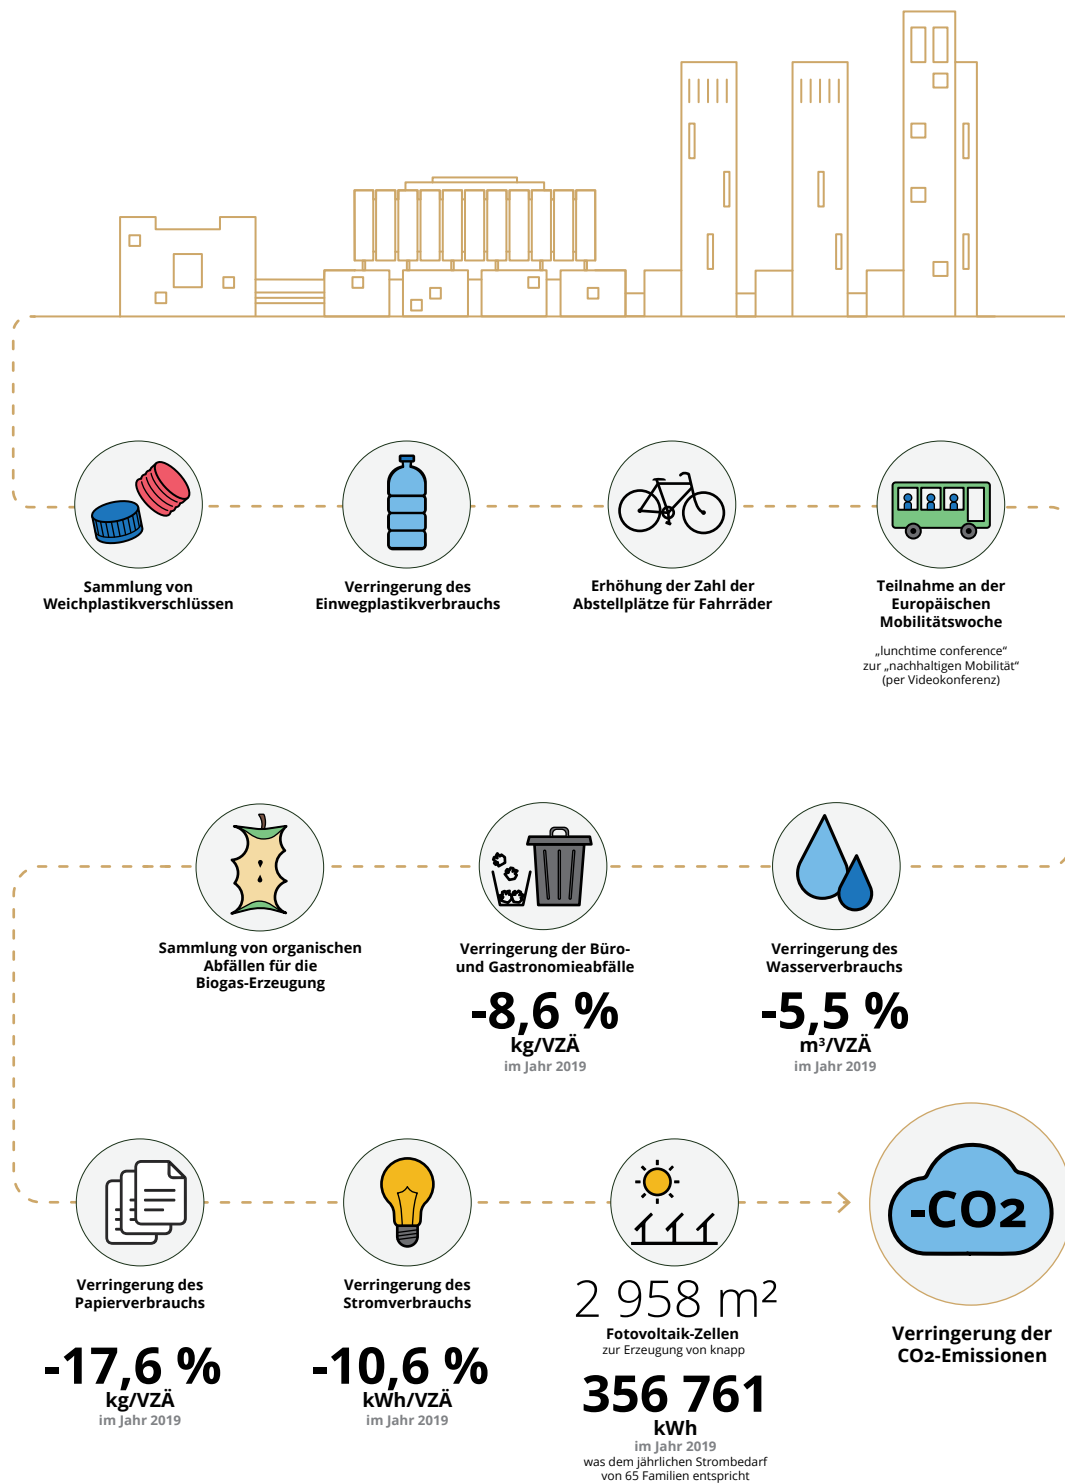 Sammlung von
Weichplastikverschlüssen
Verringerung des
Einwegplastikverbrauchs
Erhöhung der Zahl der
Abstellplätze für Fahrräder
Teilnahme an der
Europäischen
Mobilitätswoche
„lunchtime conference“
zur „nachhaltigen Mobilität“
(per Videokonferenz)
Sammlung von organischen
Abfällen für die
Biogas-Erzeugung
Verringerung der Büro-
und Gastronomieabfälle
-8,6 %
kg/VZÄ
im Jahr 2019
Verringerung des
Wasserverbrauchs
-5,5 %
m³/VZÄ
im Jahr 2019
Verringerung des
Papierverbrauchs
-17,6 %
kg/VZÄ
im Jahr 2019
Verringerung des
Stromverbrauchs
-10,6 %
kWh/VZÄ
im Jahr 2019
2 958 m²
Fotovoltaik-Zellen
zur Erzeugung von knapp
356 761
kWh
im Jahr 2019
was dem jährlichen Strombedarf
von 65 Familien entspricht
-CO2
Verringerung der
CO2-Emissionen